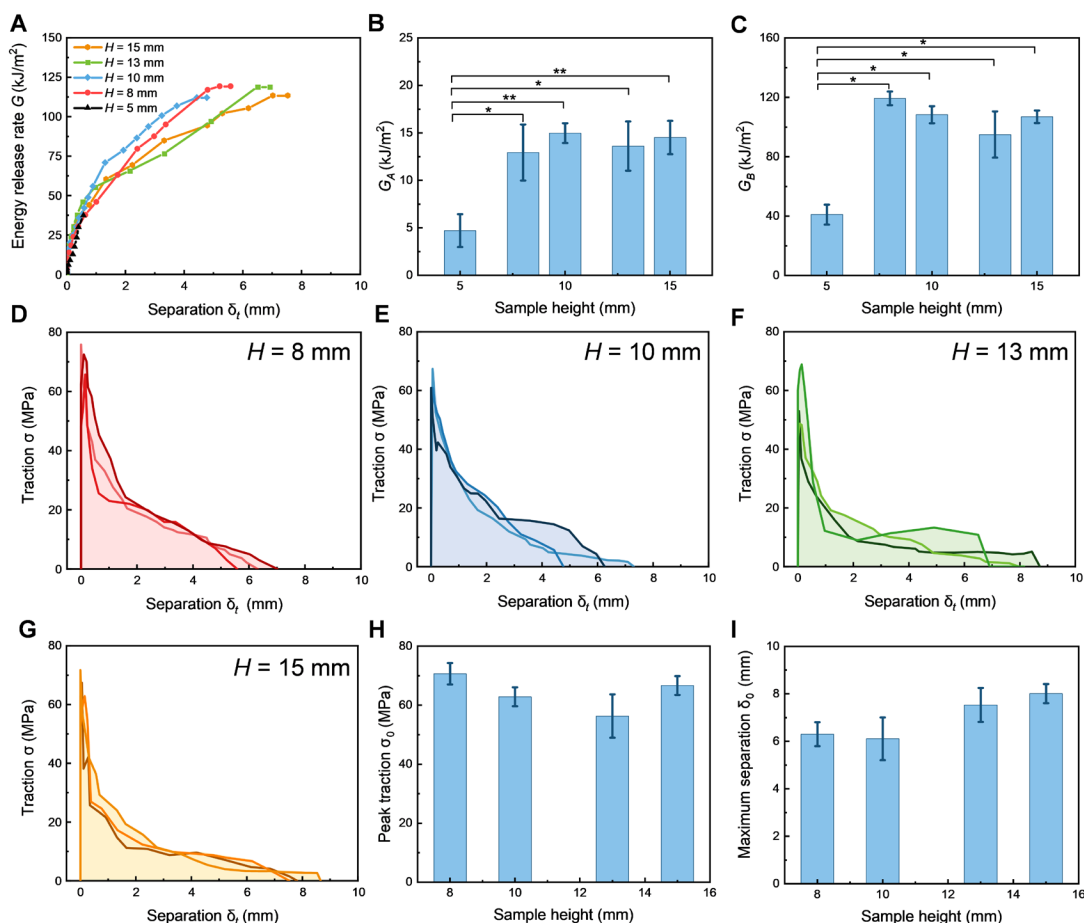 A
Energy release rate G (kJ/m²)
150
125
100
75
50
25
0
H = 15 mm
H = 13 mm
H = 10 mm
H = 8 mm
H = 5 mm
0 2 4 6 8 10
Separation δt (mm)
B
GA (kJ/m²)
25
20
15
10
5
0
**
*
**
*
5 10 15
Sample height (mm)
C
GB (kJ/m²)
160
120
80
40
0
*
*
*
*
5 10 15
Sample height (mm)
D
H = 8 mm
Traction σ (MPa)
80
60
40
20
0
0 2 4 6 8 10
Separation δt (mm)
E
H = 10 mm
Traction σ (MPa)
80
60
40
20
0
0 2 4 6 8 10
Separation δt (mm)
F
H = 13 mm
Traction σ (MPa)
80
60
40
20
0
0 2 4 6 8 10
Separation δt (mm)
G
H = 15 mm
Traction σ (MPa)
80
60
40
20
0
0 2 4 6 8 10
Separation δt (mm)
H
Peak traction σ0 (MPa)
80
60
40
20
0
8 10 12 14 16
Sample height (mm)
I
Maximum separation δ0 (mm)
10
8
6
4
2
0
8 10 12 14 16
Sample height (mm)